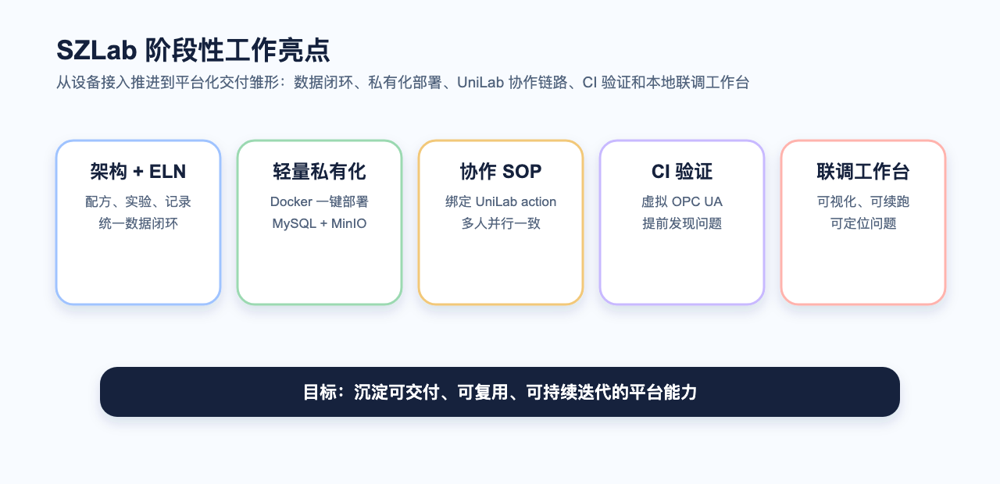 SZLab 阶段性工作亮点
从设备接入推进到平台化交付雏形：数据闭环、私有化部署、UniLab 协作链路、CI 验证和本地联调工作台
架构 + ELN
配方、实验、记录
统一数据闭环
轻量私有化
Docker 一键部署
MySQL + MinIO
协作 SOP
绑定 UniLab action
多人并行一致
CI 验证
虚拟 OPC UA
提前发现问题
联调工作台
可视化、可续跑
可定位问题
目标：沉淀可交付、可复用、可持续迭代的平台能力